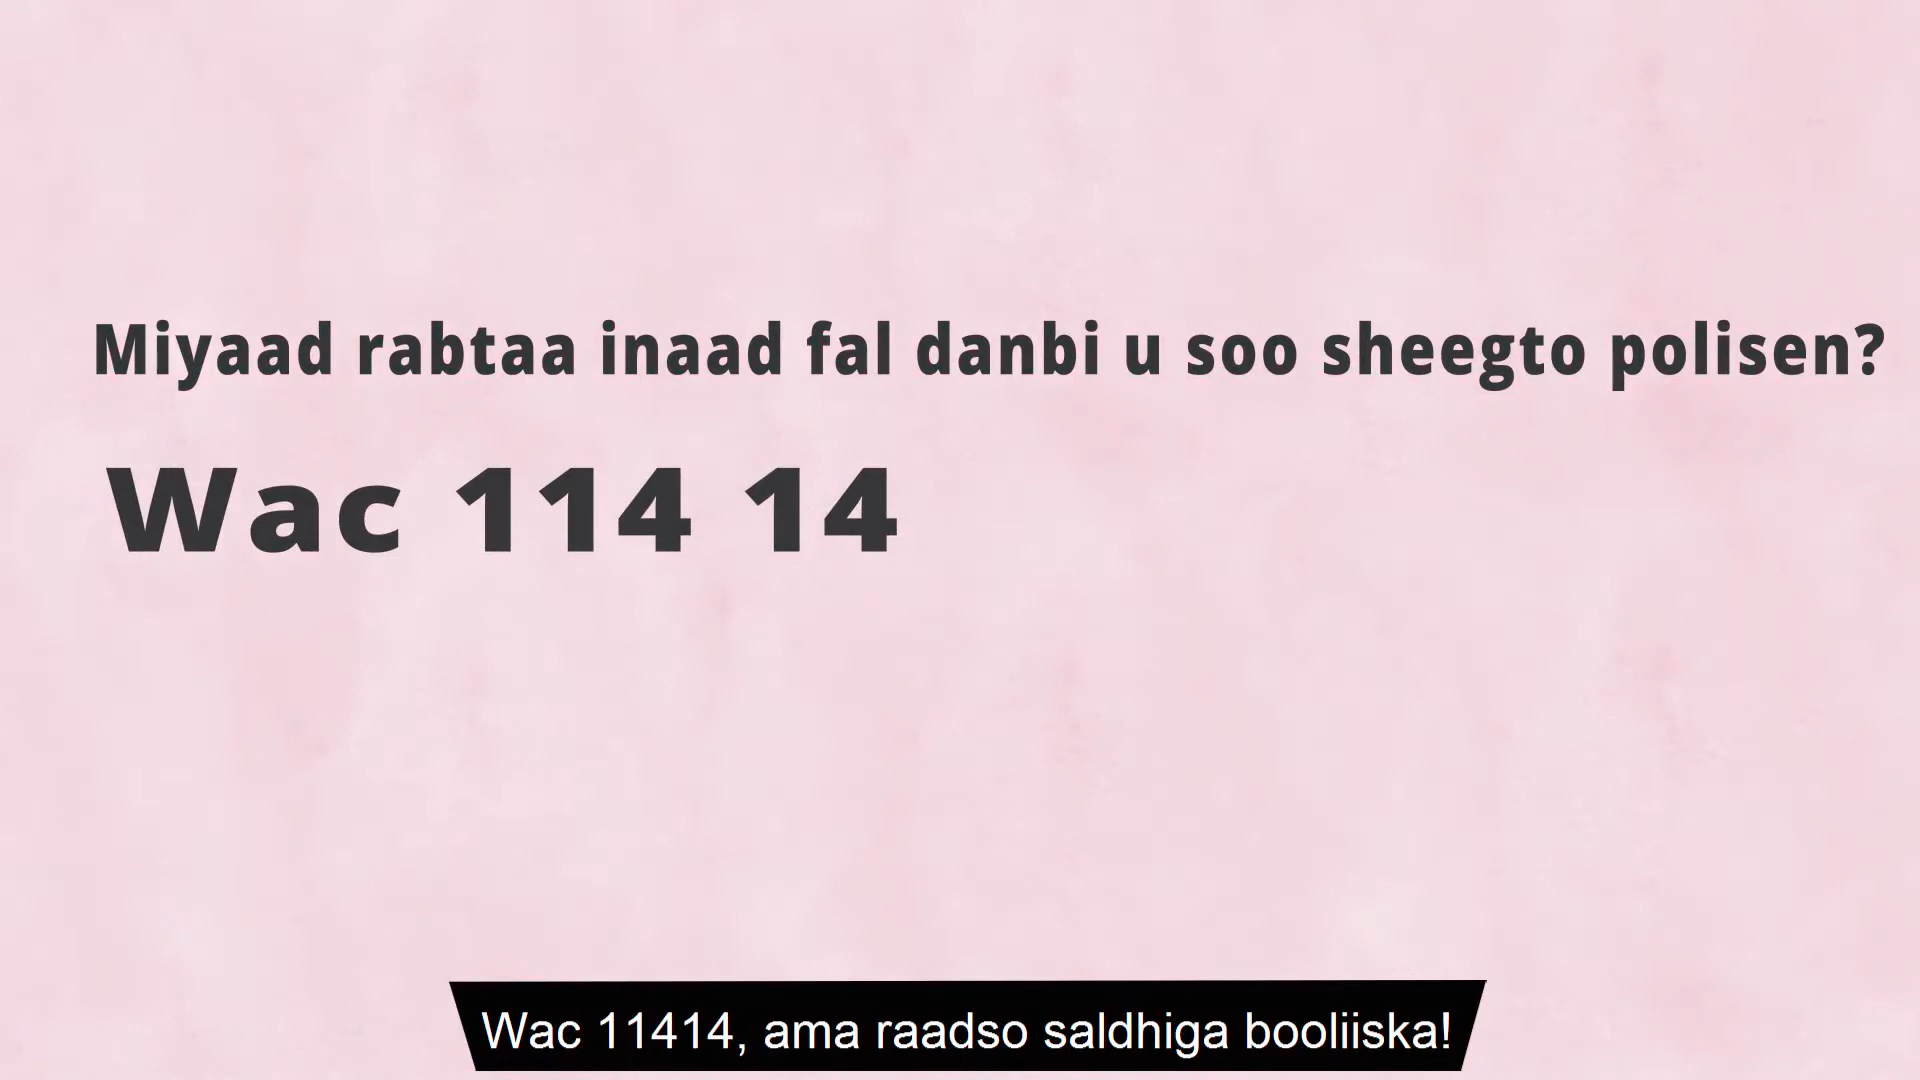 Miyaad rabtaa inaad fal danbi u soo sheegto polisen?
Wac 114 14
Wac 11414, ama raadso saldhiga booliiska!